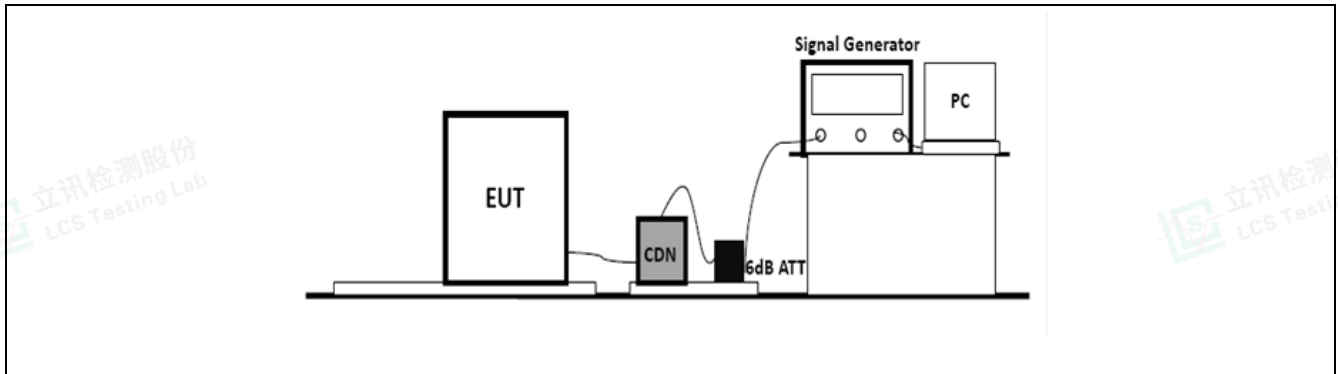 Signal Generator
PC
EUT
CDN
6dB ATT
立讯检测股份
LCS Testing Lab
立讯检测
LCS Testi